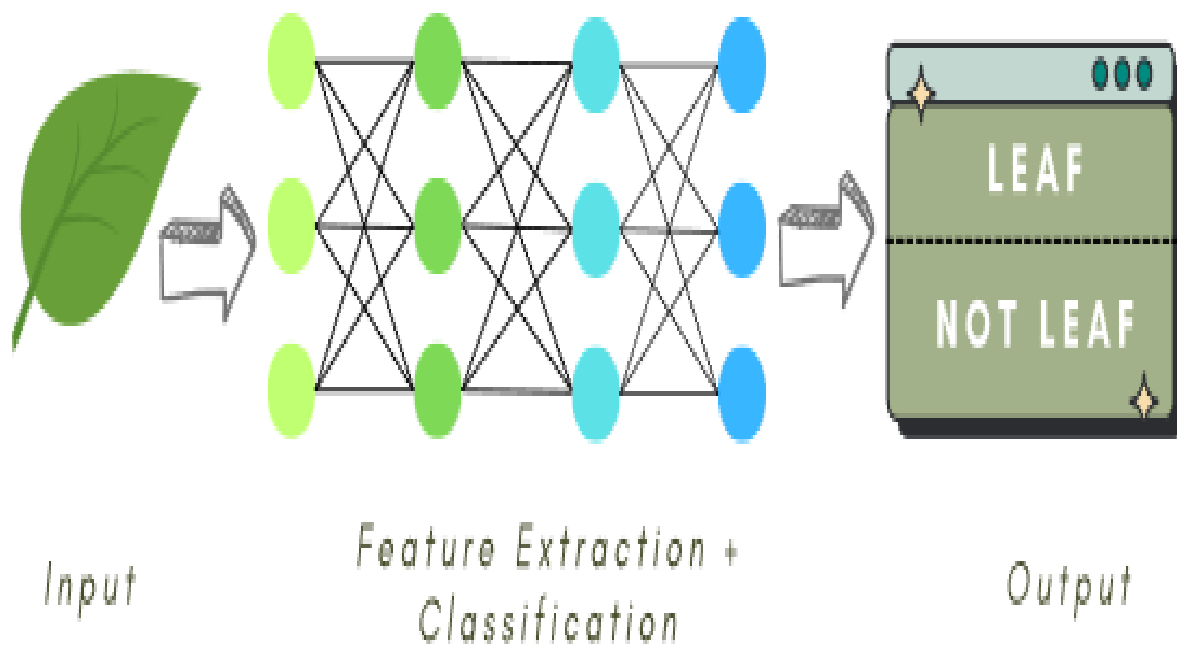 LEAF
NOT LEAF
Input
Feature Extraction +
Classification
Output